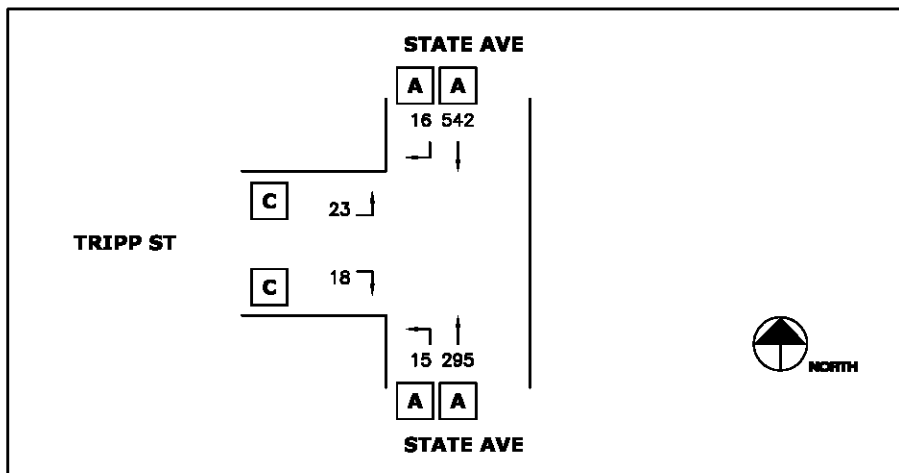 STATE AVE
A A
16 542
C
23
TRIPP ST
18
C
15 295
NORTH
A A
STATE AVE